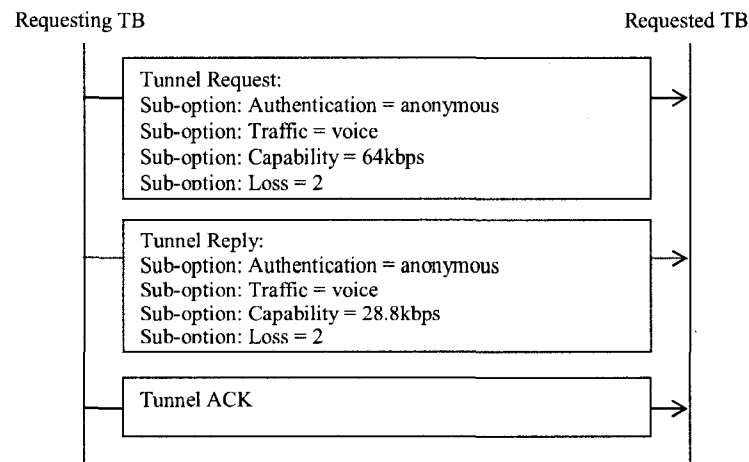 Requesting TB
Requested TB
Tunnel Request:
Sub-option: Authentication = anonymous
Sub-option: Traffic = voice
Sub-option: Capability = 64kbps
Sub-option: Loss = 2
Tunnel Reply:
Sub-option: Authentication = anonymous
Sub-option: Traffic = voice
Sub-option: Capability = 28.8kbps
Sub-option: Loss = 2
Tunnel ACK